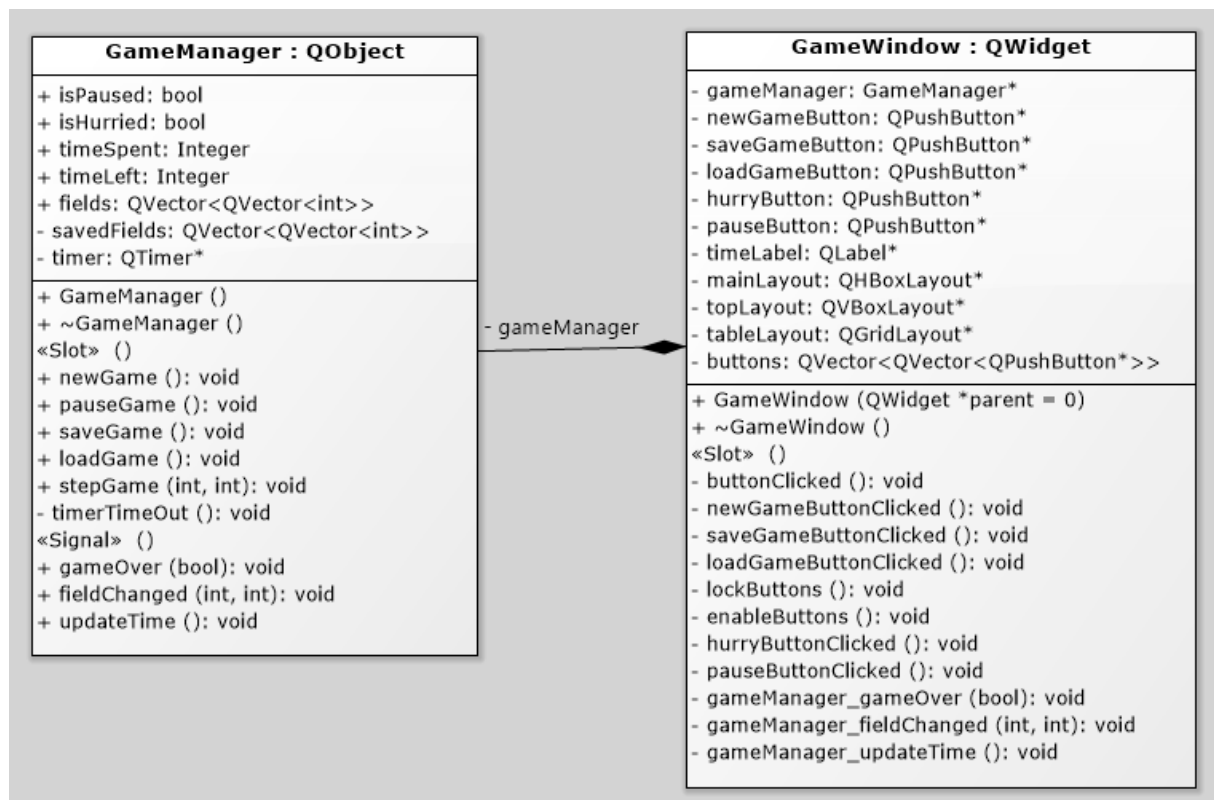 GameManager : QObject
+ isPaused: bool
+ isHurried: bool
+ timeSpent: Integer
+ timeLeft: Integer
+ fields: QVector<QVector<int>>
- savedFields: QVector<QVector<int>>
- timer: QTimer*
+ GameManager ()
+ ~GameManager ()
«Slot» ()
+ newGame (): void
+ pauseGame (): void
+ saveGame (): void
+ loadGame (): void
+ stepGame (int, int): void
- timerTimeOut (): void
«Signal» ()
+ gameOver (bool): void
+ fieldChanged (int, int): void
+ updateTime (): void
- gameManager
GameWindow : QWidget
- gameManager: GameManager*
- newGameButton: QPushButton*
- saveGameButton: QPushButton*
- loadGameButton: QPushButton*
- hurryButton: QPushButton*
- pauseButton: QPushButton*
- timeLabel: QLabel*
- mainLayout: QHBoxLayout*
- topLayout: QVBoxLayout*
- tableLayout: QGridLayout*
- buttons: QVector<QVector<QPushButton*>>
+ GameWindow (QWidget *parent = 0)
+ ~GameWindow ()
«Slot» ()
- buttonClicked (): void
- newGameButtonClicked (): void
- saveGameButtonClicked (): void
- loadGameButtonClicked (): void
- lockButtons (): void
- enableButtons (): void
- hurryButtonClicked (): void
- pauseButtonClicked (): void
- gameManager_gameOver (bool): void
- gameManager_fieldChanged (int, int): void
- gameManager_updateTime (): void